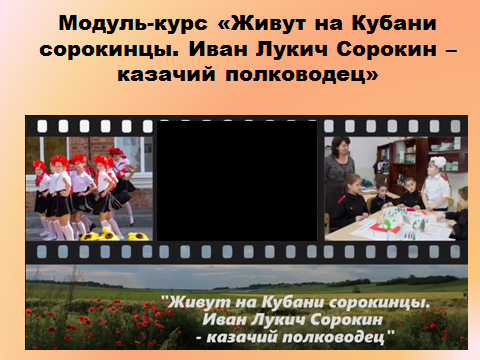 Модуль-курс «Живут на Кубани
сорокинцы. Иван Лукич Сорокин –
казачий полководец»
"Живут на Кубани сорокинцы.
Иван Лукич Сорокин
- казачий полководец"